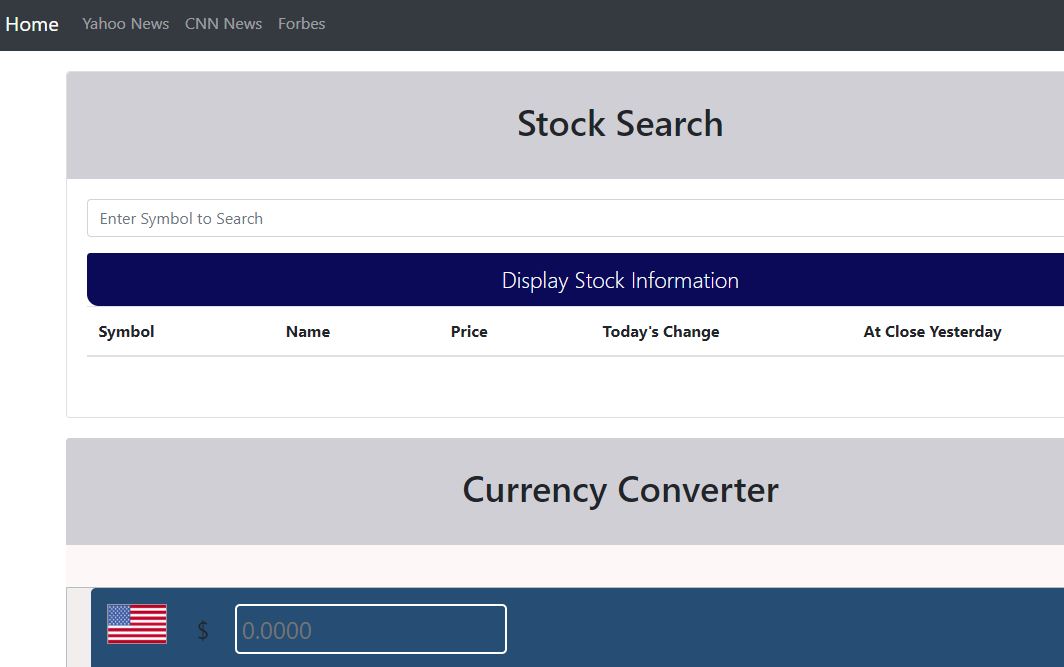 Home Yahoo News CNN News Forbes
Stock Search
Enter Symbol to Search
Display Stock Information
Symbol Name Price Today's Change At Close Yesterday
Currency Converter
$ 0.0000